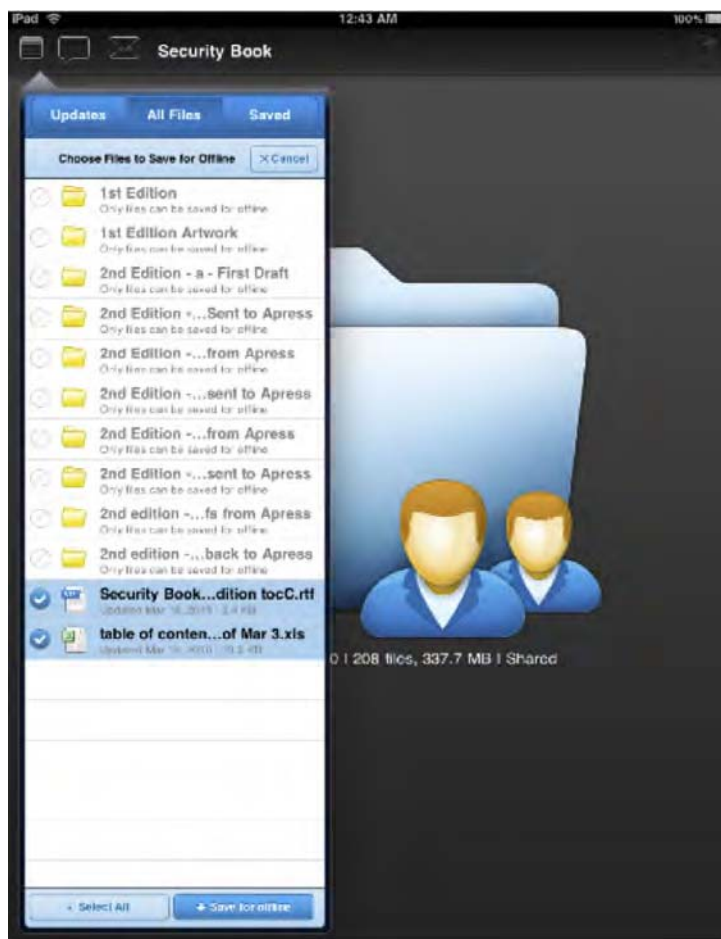 iPad 12:43 AM 100%
Security Book
Updates All Files Saved
Choose Files to Save for Offline × Cancel
1st Edition
Only files can be saved for offline
1st Edition Artwork
Only files can be saved for offline
2nd Edition - a - First Draft
Only files can be saved for offline
2nd Edition -...Sent to Apress
Only files can be saved for offline
2nd Edition -...from Apress
Only files can be saved for offline
2nd Edition -...sent to Apress
Only files can be saved for offline
2nd Edition -...from Apress
Only files can be saved for offline
2nd Edition -...sent to Apress
Only files can be saved for offline
2nd edition -...fs from Apress
Only files can be saved for offline
2nd edition -...back to Apress
Only files can be saved for offline
Security Book...dition tocC.rtf
Updated Mar
table of conten...of Mar 3.xls
Updated Mar
0 | 208 files, 337.7 MB | Shared
+ Select All Save for offline